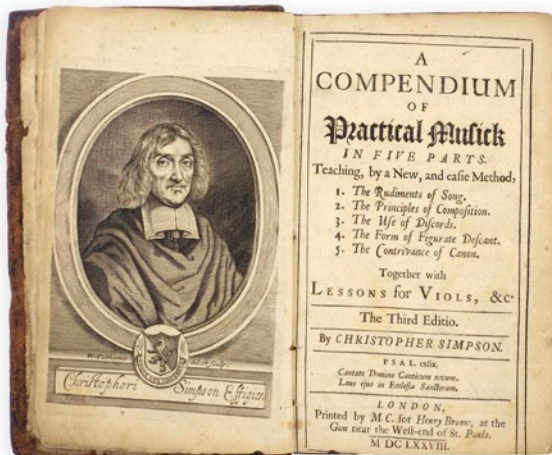 Christophori Simpson Effigies
A
COMPENDIUM
OF
Practical Musick
IN FIVE PARTS.
Teaching, by a New, and easie Method,
1. The Rudiments of Song.
2. The Principles of Composition.
3. The Use of Discords.
4. The Form of Figurate Descant.
5. The Contrivance of Canon.
Together with
LESSONS for VIOLS, &c.
The Third Editio.
By CHRISTOPHER SIMPSON.
PSAL. cxlix.
Cantate Domino Canticum novum.
Laus ejus in Ecclesia Sanctorum.
LONDON,
Printed by M.C. for Henry Brome, at the
Gun near the West-end of St. Pauls.
M DC LXXVIII.